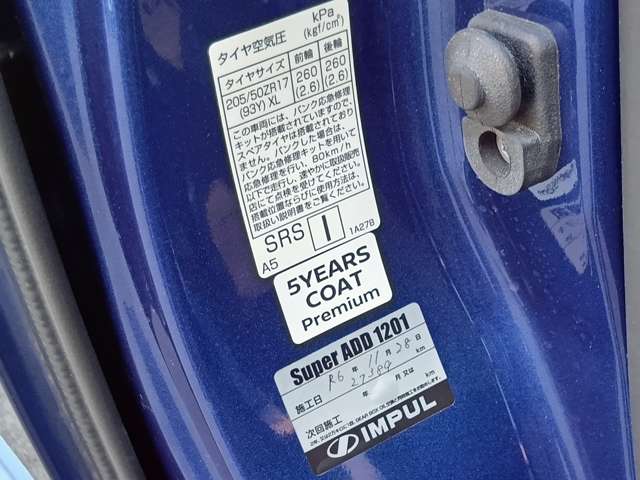 タイヤ空気圧 kPa (kgf/cm²)
タイヤサイズ 前輪 後輪
205/50ZR17 (93Y) XL 260 (2.6) 260 (2.6)
この車両には、パンク応急修理
キットが搭載されていますので、
スペアタイヤは搭載されており
ません。パンクした場合は、
パンク応急修理キットを用いて
応急修理を行い、80km/h
以下で走行し、速やかに取扱販売
店にて点検を受けてください。
搭載位置ならびに使用方法は、
取扱い説明書をご覧ください。
SRS I
A5 1A278
5YEARS
COAT
Premium
Super ADD 1201
施工日 R6 年 11 月 28 日
27389 km
次回施工 年 月 又は km
IMPUL